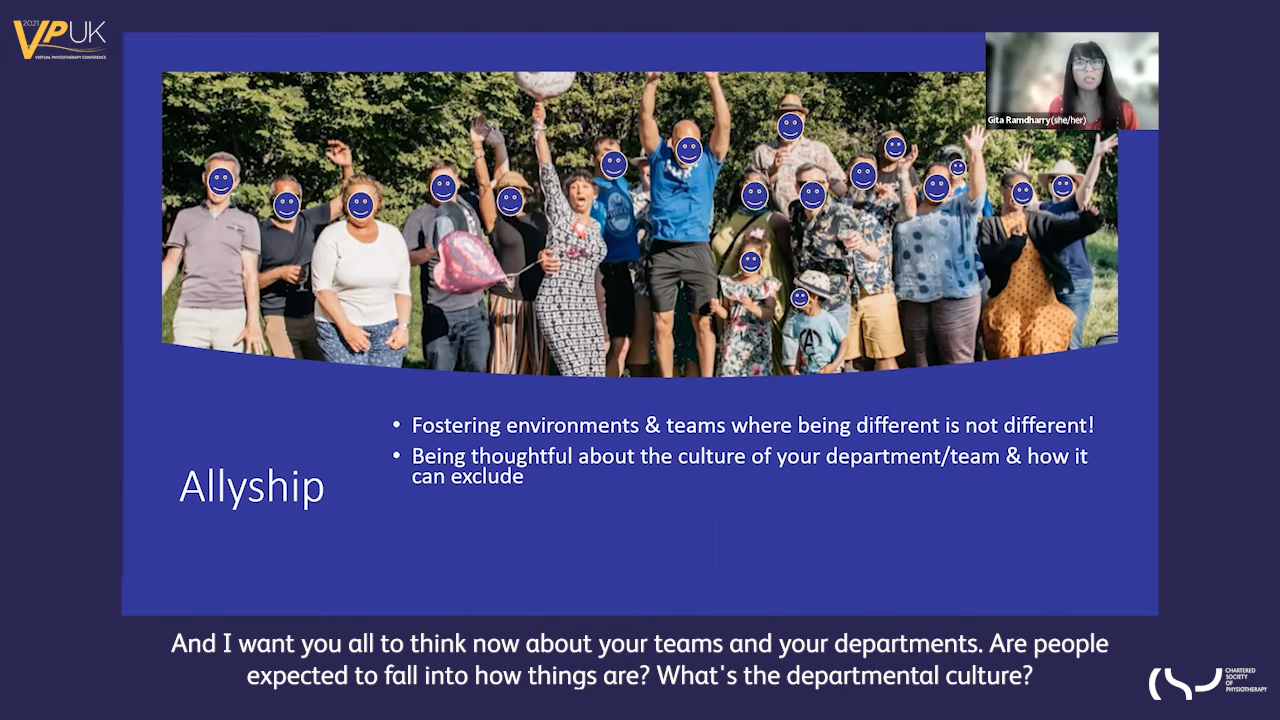 2021
VPUK
VIRTUAL PHYSIOTHERAPY CONFERENCE
Gita Ramdharry(she/her)
• Fostering environments & teams where being different is not different!
• Being thoughtful about the culture of your department/team & how it
can exclude
Allyship
And I want you all to think now about your teams and your departments. Are people
expected to fall into how things are? What's the departmental culture?
CHARTERED
SOCIETY
OF
PHYSIOTHERAPY